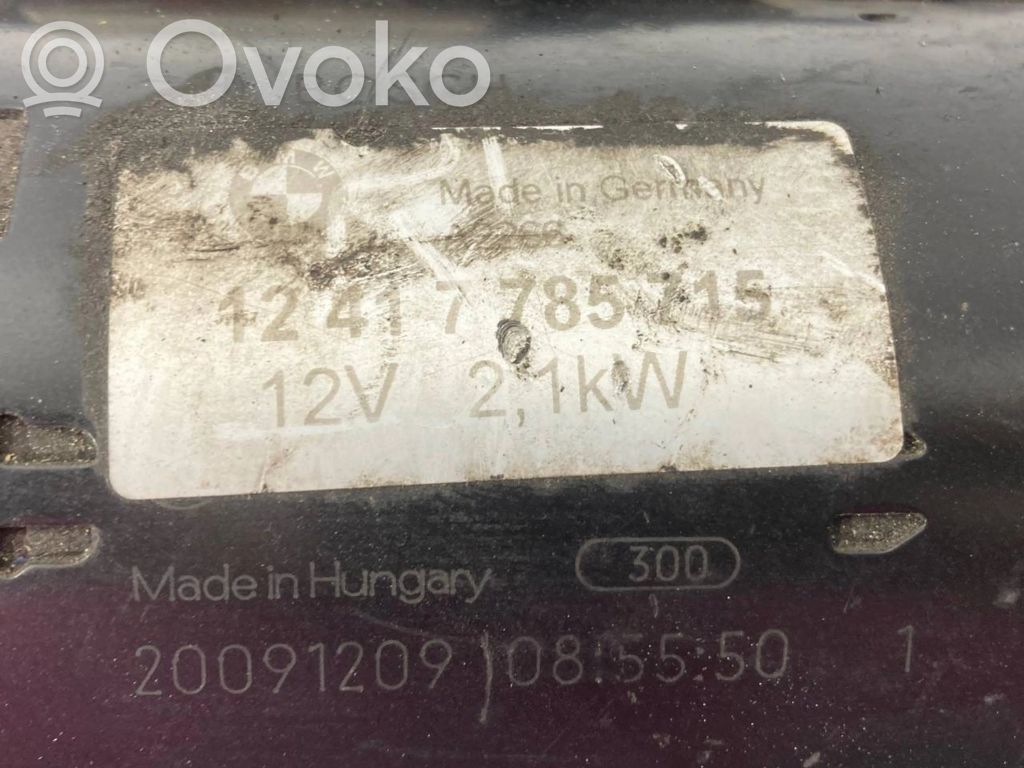 Ovoko
BMW
Made in Germany
12 41 7 785 715
12V 2,1kW
Made in Hungary 300
20091209 08:55:50 1